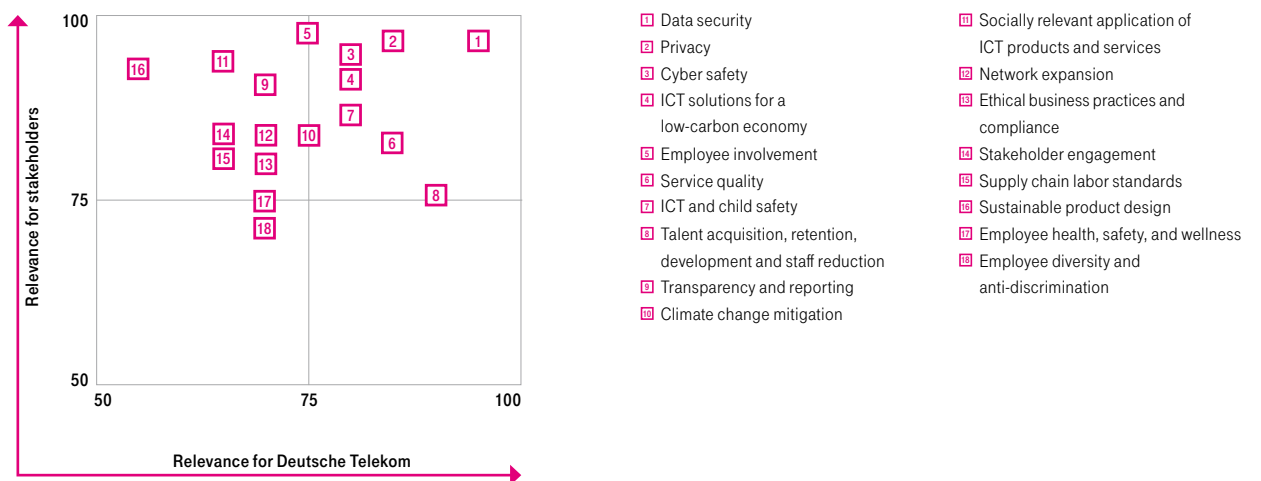 100
75
50
50
75
100
Relevance for stakeholders
Relevance for Deutsche Telekom
5
1
2
3
11
16
4
9
7
14
12
10
6
15
13
8
17
18
1 Data security
2 Privacy
3 Cyber safety
4 ICT solutions for a
low-carbon economy
5 Employee involvement
6 Service quality
7 ICT and child safety
8 Talent acquisition, retention,
development and staff reduction
9 Transparency and reporting
10 Climate change mitigation
11 Socially relevant application of
ICT products and services
12 Network expansion
13 Ethical business practices and
compliance
14 Stakeholder engagement
15 Supply chain labor standards
16 Sustainable product design
17 Employee health, safety, and wellness
18 Employee diversity and
anti-discrimination